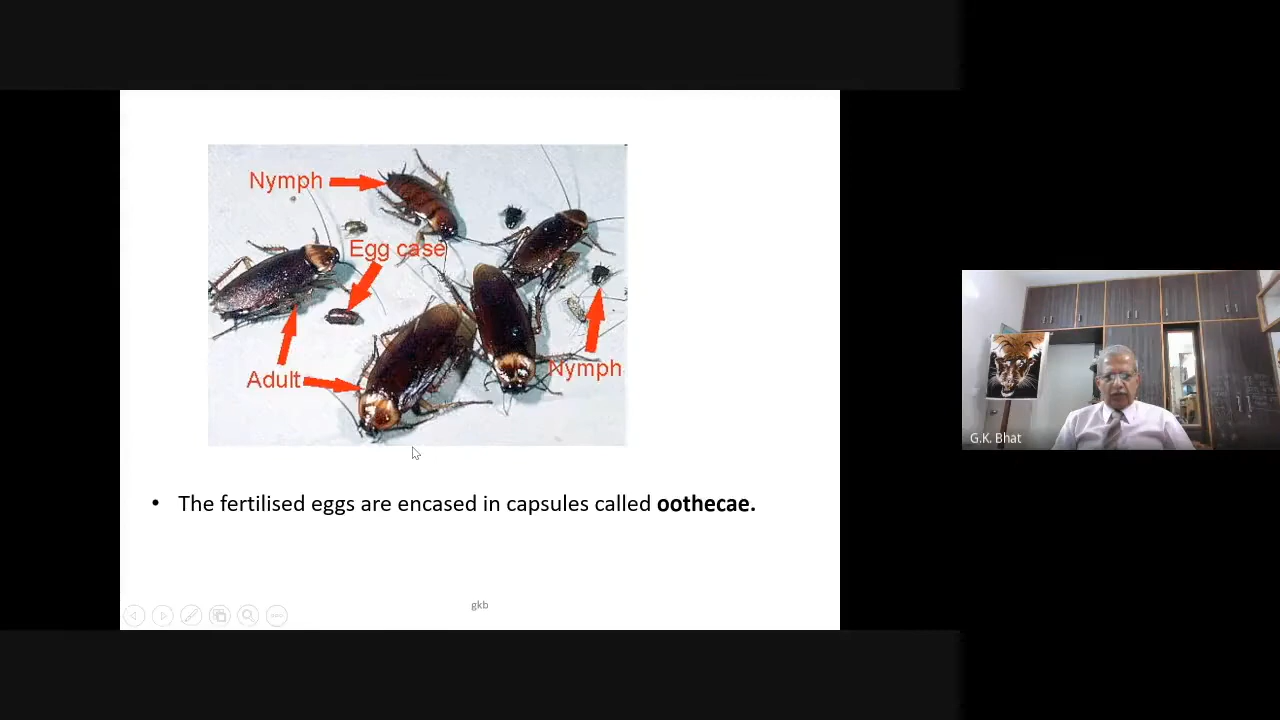 Nymph
Egg case
Adult
Nymph
• The fertilised eggs are encased in capsules called oothecae.
gkb
G.K. Bhat